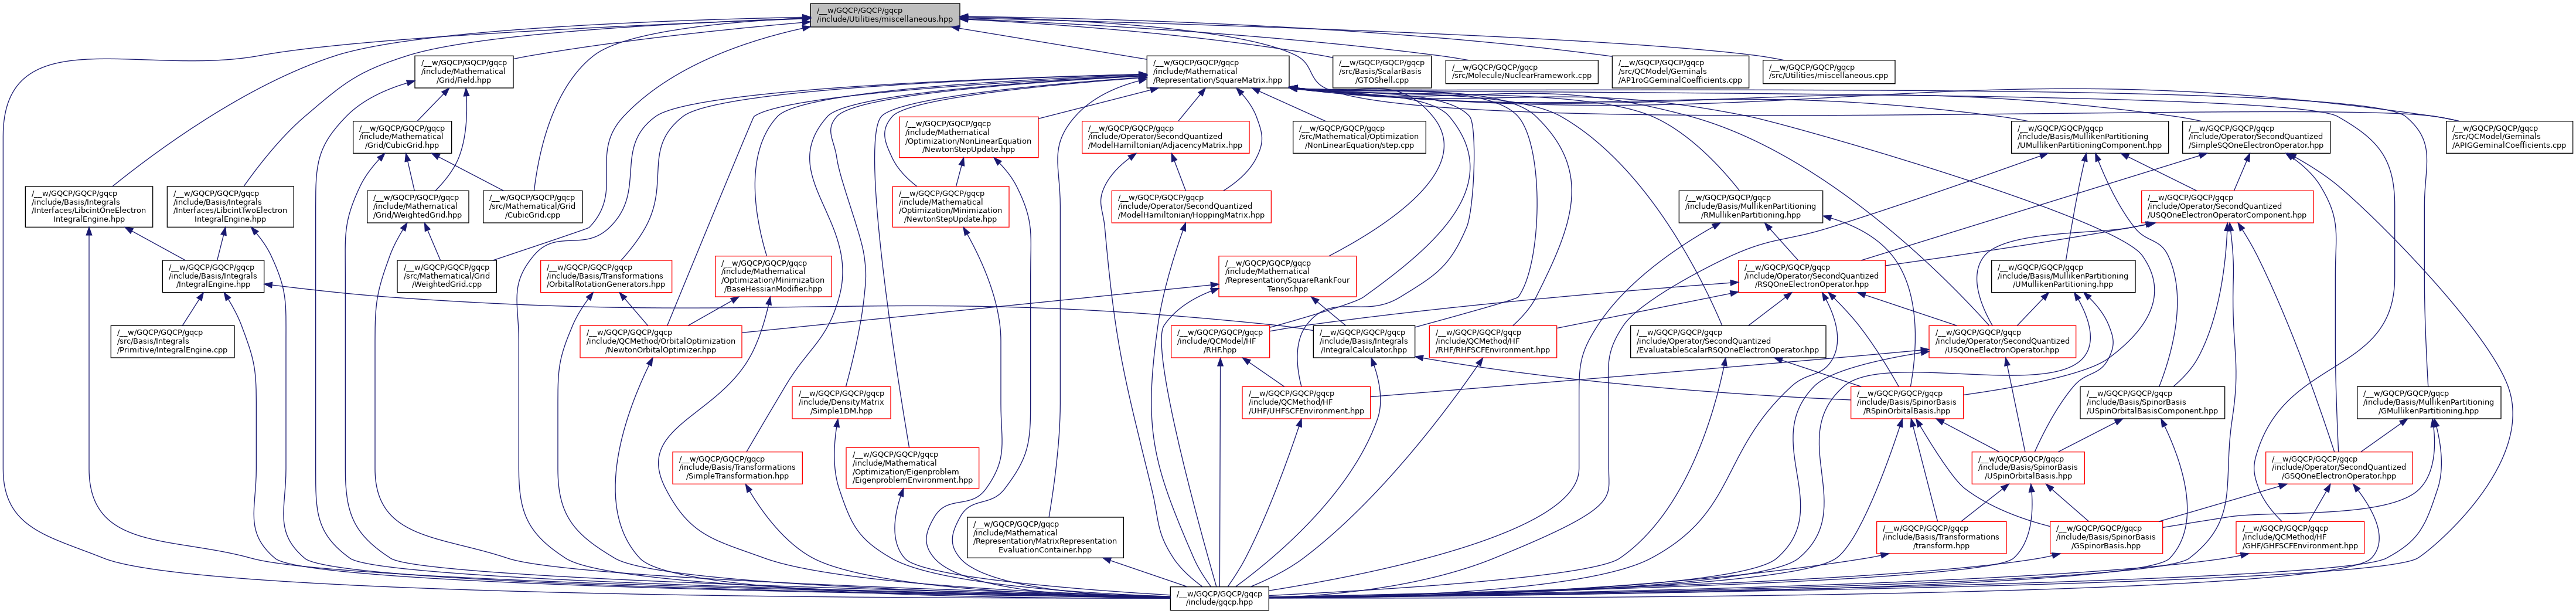 /__w/GQCP/GQCP/gqcp
/include/Utilities/miscellaneous.hpp
/__w/GQCP/GQCP/gqcp
/include/Mathematical
/Grid/Field.hpp
/__w/GQCP/GQCP/gqcp
/include/Mathematical
/Representation/SquareMatrix.hpp
/__w/GQCP/GQCP/gqcp
/src/Basis/ScalarBasis
/GTOShell.cpp
/__w/GQCP/GQCP/gqcp
/src/Molecule/NuclearFramework.cpp
/__w/GQCP/GQCP/gqcp
/src/QCModel/Geminals
/AP1roGGeminalCoefficients.cpp
/__w/GQCP/GQCP/gqcp
/src/Utilities/miscellaneous.cpp
/__w/GQCP/GQCP/gqcp
/include/Mathematical
/Grid/CubicGrid.hpp
/__w/GQCP/GQCP/gqcp
/include/Mathematical
/Optimization/NonLinearEquation
/NewtonStepUpdate.hpp
/__w/GQCP/GQCP/gqcp
/include/Operator/SecondQuantized
/ModelHamiltonian/AdjacencyMatrix.hpp
/__w/GQCP/GQCP/gqcp
/src/Mathematical/Optimization
/NonLinearEquation/step.cpp
/__w/GQCP/GQCP/gqcp
/include/Basis/MullikenPartitioning
/UMullikenPartitioningComponent.hpp
/__w/GQCP/GQCP/gqcp
/include/Operator/SecondQuantized
/SimpleSQOneElectronOperator.hpp
/__w/GQCP/GQCP/gqcp
/src/QCModel/Geminals
/APIGGeminalCoefficients.cpp
/__w/GQCP/GQCP/gqcp
/include/Basis/Integrals
/Interfaces/LibcintOneElectron
IntegralEngine.hpp
/__w/GQCP/GQCP/gqcp
/include/Basis/Integrals
/Interfaces/LibcintTwoElectron
IntegralEngine.hpp
/__w/GQCP/GQCP/gqcp
/include/Mathematical
/Grid/WeightedGrid.hpp
/__w/GQCP/GQCP/gqcp
/src/Mathematical/Grid
/CubicGrid.cpp
/__w/GQCP/GQCP/gqcp
/include/Mathematical
/Optimization/Minimization
/NewtonStepUpdate.hpp
/__w/GQCP/GQCP/gqcp
/include/Operator/SecondQuantized
/ModelHamiltonian/HoppingMatrix.hpp
/__w/GQCP/GQCP/gqcp
/include/Basis/MullikenPartitioning
/RMullikenPartitioning.hpp
/__w/GQCP/GQCP/gqcp
/include/Operator/SecondQuantized
/USQOneElectronOperatorComponent.hpp
/__w/GQCP/GQCP/gqcp
/include/Basis/Integrals
/IntegralEngine.hpp
/__w/GQCP/GQCP/gqcp
/src/Mathematical/Grid
/WeightedGrid.cpp
/__w/GQCP/GQCP/gqcp
/include/Basis/Transformations
/OrbitalRotationGenerators.hpp
/__w/GQCP/GQCP/gqcp
/include/Mathematical
/Optimization/Minimization
/BaseHessianModifier.hpp
/__w/GQCP/GQCP/gqcp
/include/Mathematical
/Representation/SquareRankFour
Tensor.hpp
/__w/GQCP/GQCP/gqcp
/include/Operator/SecondQuantized
/RSQOneElectronOperator.hpp
/__w/GQCP/GQCP/gqcp
/include/Basis/MullikenPartitioning
/UMullikenPartitioning.hpp
/__w/GQCP/GQCP/gqcp
/src/Basis/Integrals
/Primitive/IntegralEngine.cpp
/__w/GQCP/GQCP/gqcp
/include/QCMethod/OrbitalOptimization
/NewtonOrbitalOptimizer.hpp
/__w/GQCP/GQCP/gqcp
/include/QCModel/HF
/RHF.hpp
/__w/GQCP/GQCP/gqcp
/include/Basis/Integrals
/IntegralCalculator.hpp
/__w/GQCP/GQCP/gqcp
/include/QCMethod/HF
/RHF/RHFSCFEnvironment.hpp
/__w/GQCP/GQCP/gqcp
/include/Operator/SecondQuantized
/EvaluatableScalarRSQOneElectronOperator.hpp
/__w/GQCP/GQCP/gqcp
/include/Operator/SecondQuantized
/USQOneElectronOperator.hpp
/__w/GQCP/GQCP/gqcp
/include/DensityMatrix
/Simple1DM.hpp
/__w/GQCP/GQCP/gqcp
/include/QCMethod/HF
/UHF/UHFSCFEnvironment.hpp
/__w/GQCP/GQCP/gqcp
/include/Basis/SpinorBasis
/RSpinOrbitalBasis.hpp
/__w/GQCP/GQCP/gqcp
/include/Basis/SpinorBasis
/USpinOrbitalBasisComponent.hpp
/__w/GQCP/GQCP/gqcp
/include/Basis/MullikenPartitioning
/GMullikenPartitioning.hpp
/__w/GQCP/GQCP/gqcp
/include/Basis/Transformations
/SimpleTransformation.hpp
/__w/GQCP/GQCP/gqcp
/include/Mathematical
/Optimization/Eigenproblem
/EigenproblemEnvironment.hpp
/__w/GQCP/GQCP/gqcp
/include/Basis/SpinorBasis
/USpinOrbitalBasis.hpp
/__w/GQCP/GQCP/gqcp
/include/Operator/SecondQuantized
/GSQOneElectronOperator.hpp
/__w/GQCP/GQCP/gqcp
/include/Mathematical
/Representation/MatrixRepresentation
EvaluationContainer.hpp
/__w/GQCP/GQCP/gqcp
/include/Basis/Transformations
/transform.hpp
/__w/GQCP/GQCP/gqcp
/include/Basis/SpinorBasis
/GSpinorBasis.hpp
/__w/GQCP/GQCP/gqcp
/include/QCMethod/HF
/GHF/GHFSCFEnvironment.hpp
/__w/GQCP/GQCP/gqcp
/include/gqcp.hpp